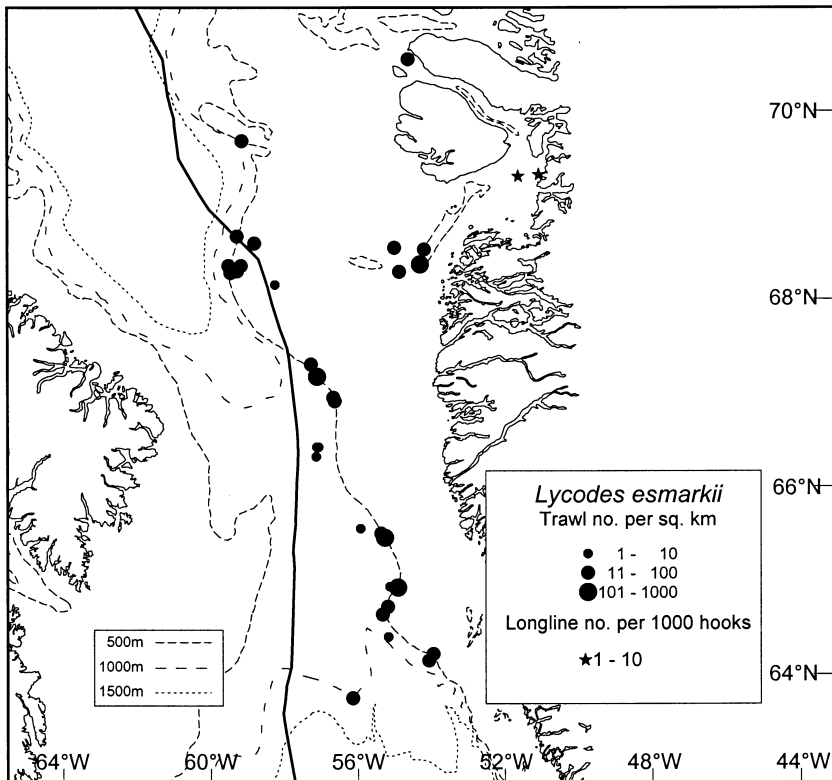 70°N
68°N
66°N
64°N
Lycodes esmarkii
Trawl no. per sq. km
1 - 10
11 - 100
101 - 1000
Longline no. per 1000 hooks
1 - 10
500m
1000m
1500m
64°W 60°W 56°W 52°W 48°W 44°W